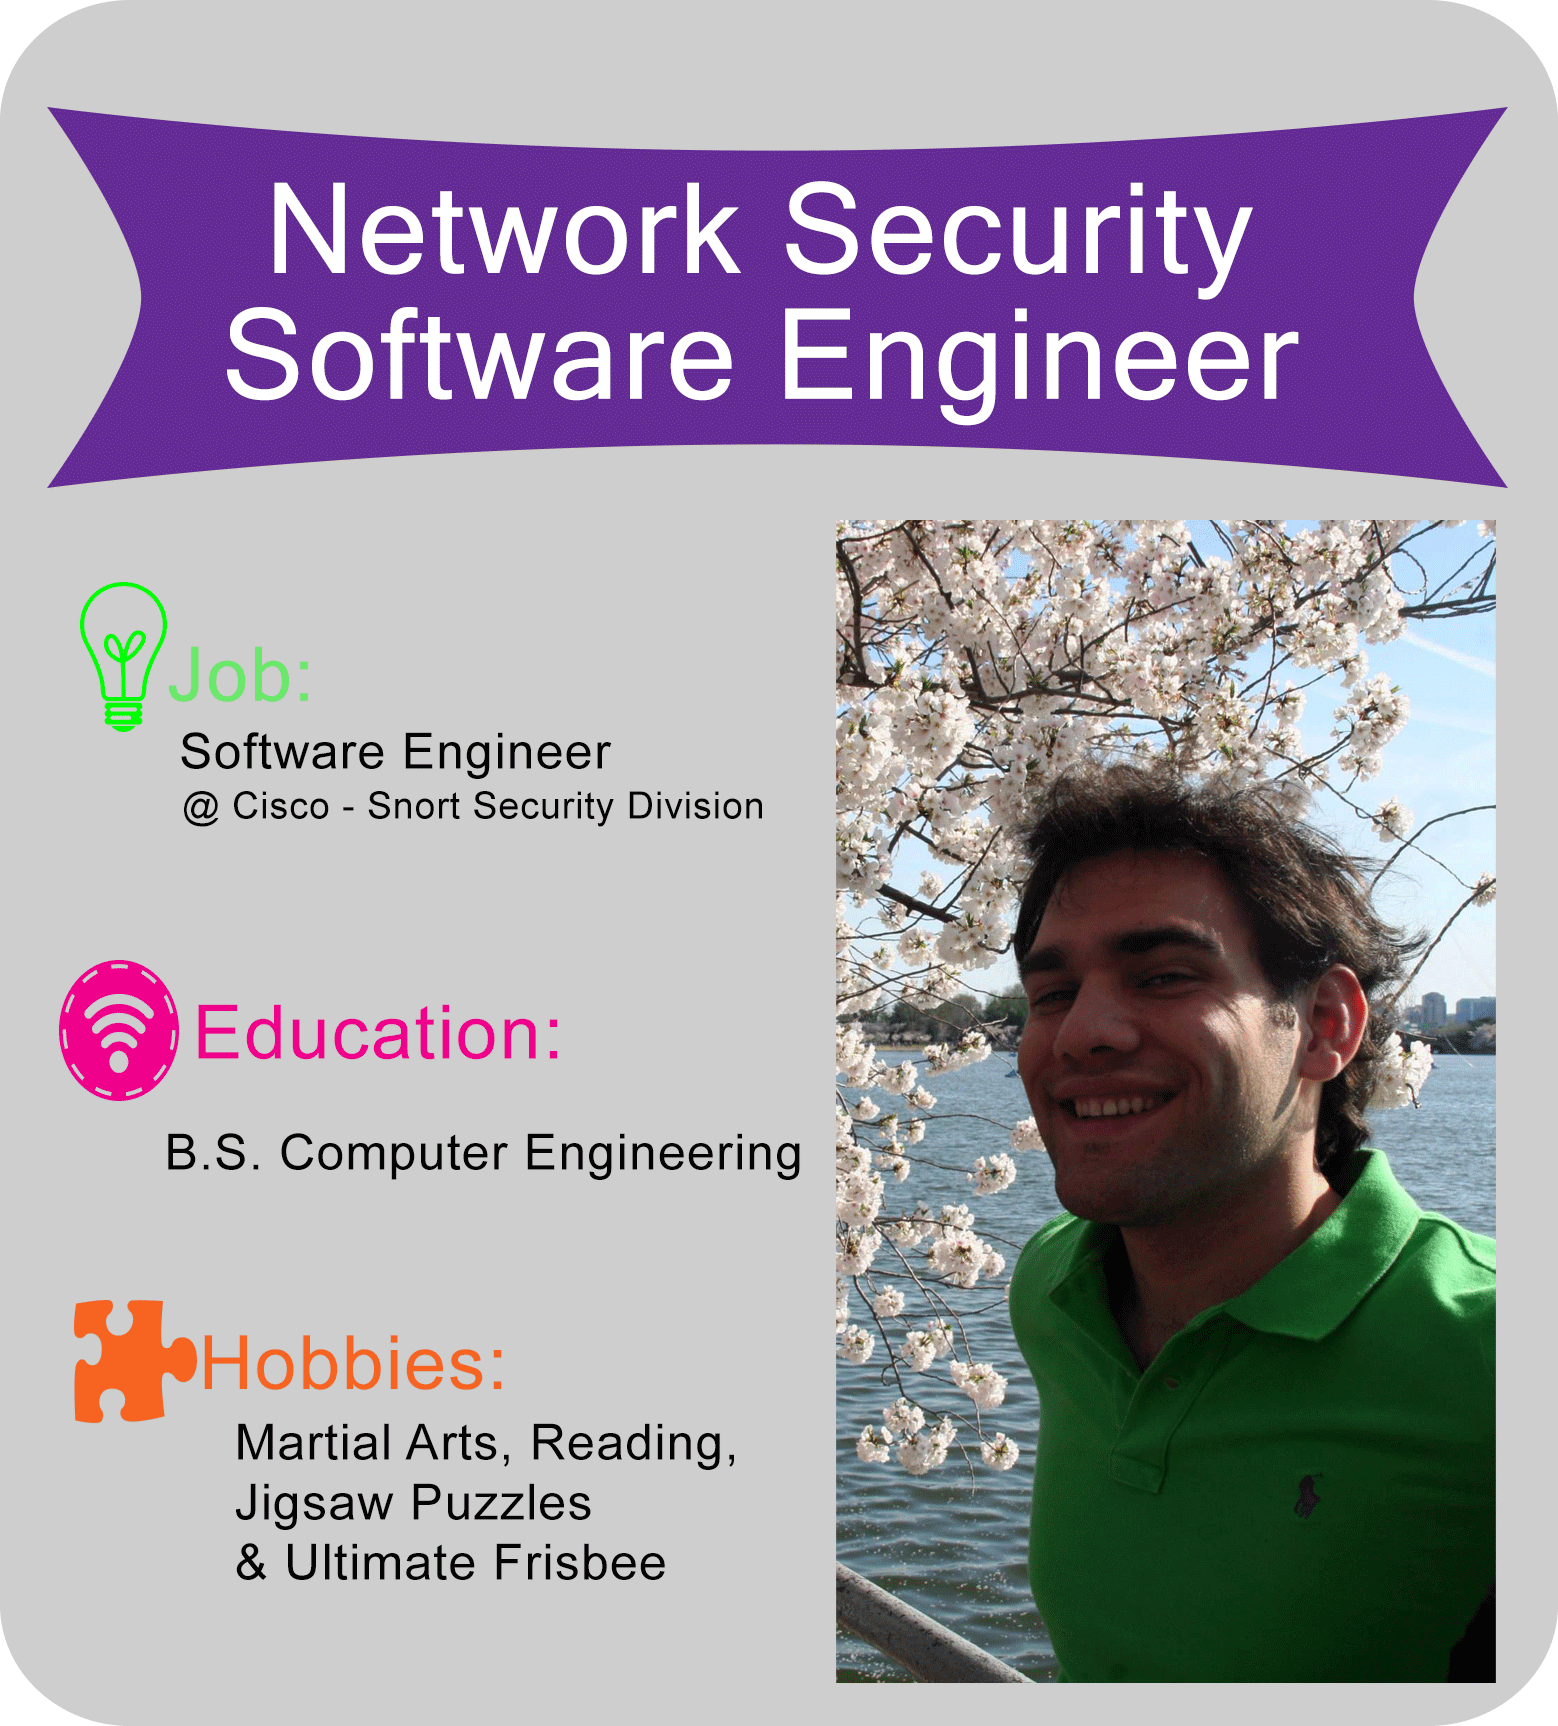 Network Security
Software Engineer
Job:
Software Engineer
@ Cisco - Snort Security Division
Education:
B.S. Computer Engineering
Hobbies:
Martial Arts, Reading,
Jigsaw Puzzles
& Ultimate Frisbee